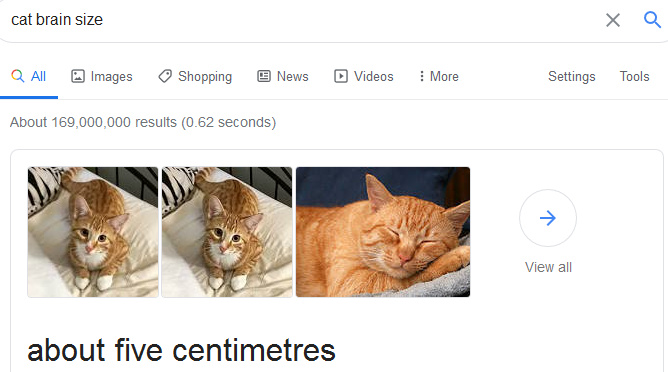 cat brain size
All Images Shopping News Videos More Settings Tools
About 169,000,000 results (0.62 seconds)
View all
about five centimetres